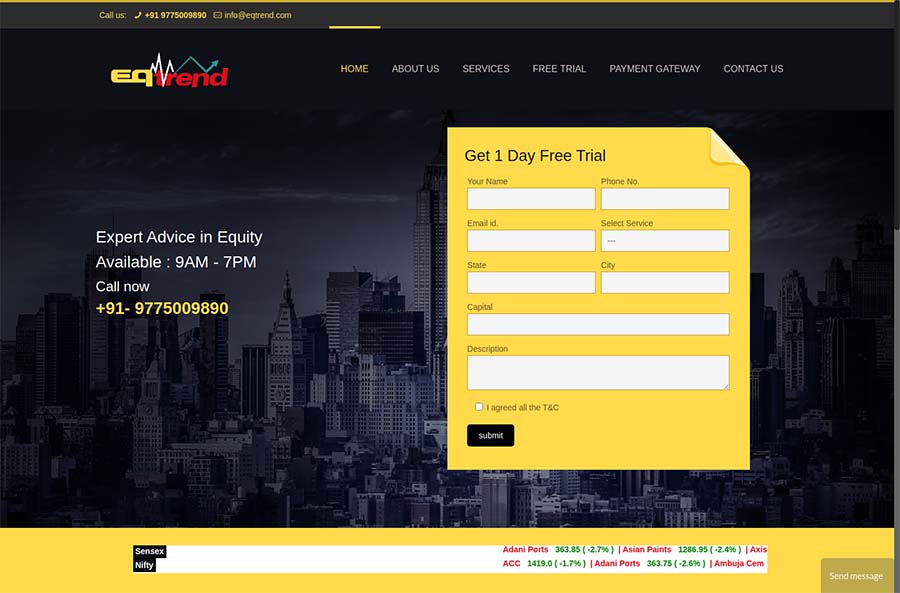 Call us: +91 9775009890 info@eqtrend.com
eqtrend
HOME ABOUT US SERVICES FREE TRIAL PAYMENT GATEWAY CONTACT US
Expert Advice in Equity
Available : 9AM - 7PM
Call now
+91- 9775009890
Get 1 Day Free Trial
Your Name Phone No.
Email id. Select Service
---
State City
Capital
Description
I agreed all the T&C
submit
Sensex Adani Ports 363.85 ( -2.7% ) | Asian Paints 1286.95 ( -2.4% ) | Axis
Nifty ACC 1419.0 ( -1.7% ) | Adani Ports 363.75 ( -2.6% ) | Ambuja Cem
Send message